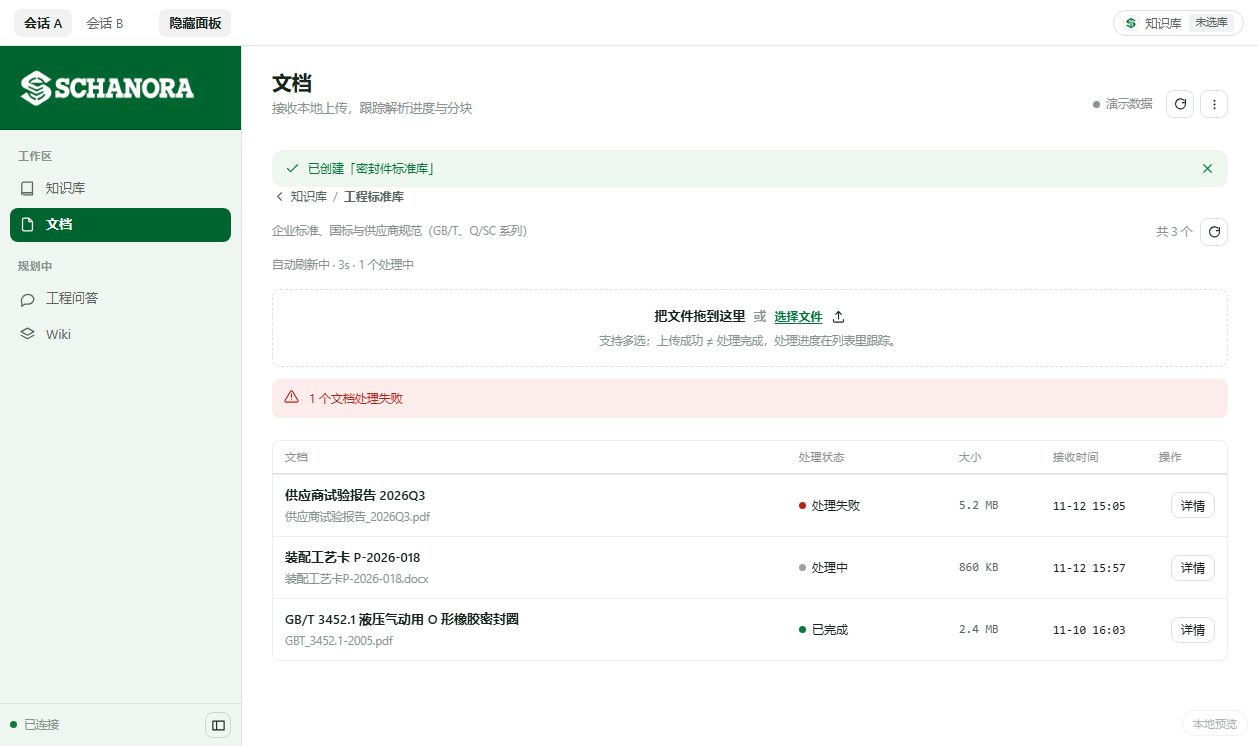 会话 A 会话 B 隐藏面板 知识库 未选库
SCHANORA
工作区
知识库
文档
规划中
工程问答
Wiki
已连接
文档
接收本地上传，跟踪解析进度与分块
演示数据
已创建「密封件标准库」
知识库 / 工程标准库
企业标准、国标与供应商规范（GB/T、Q/SC 系列）
共 3 个
自动刷新中 · 3s · 1 个处理中
把文件拖到这里 或 选择文件
支持多选；上传成功 ≠ 处理完成，处理进度在列表里跟踪。
1 个文档处理失败
文档 处理状态 大小 接收时间 操作
供应商试验报告 2026Q3
供应商试验报告_2026Q3.pdf
处理失败 5.2 MB 11-12 15:05 详情
装配工艺卡 P-2026-018
装配工艺卡P-2026-018.docx
处理中 860 KB 11-12 15:57 详情
GB/T 3452.1 液压气动用 O 形橡胶密封圈
GBT_3452.1-2005.pdf
已完成 2.4 MB 11-10 16:03 详情
本地预览